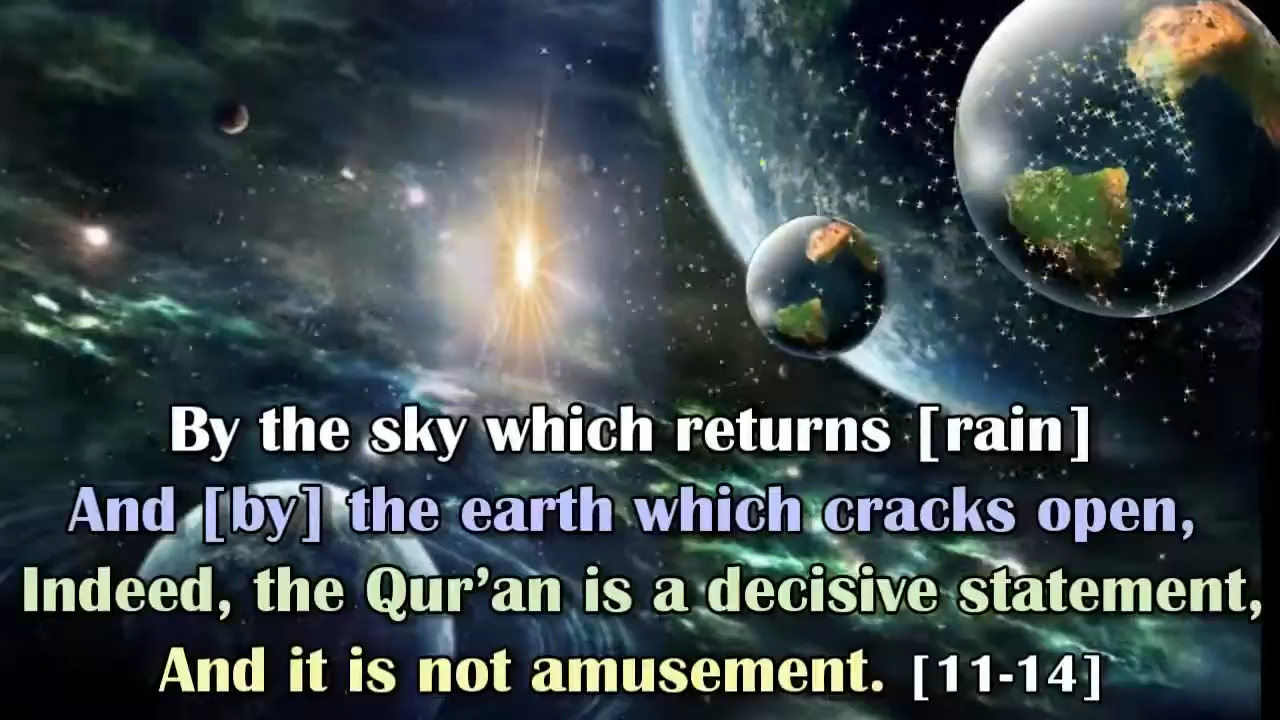 By the sky which returns [rain]
And [by] the earth which cracks open,
Indeed, the Qur’an is a decisive statement,
And it is not amusement. [11-14]